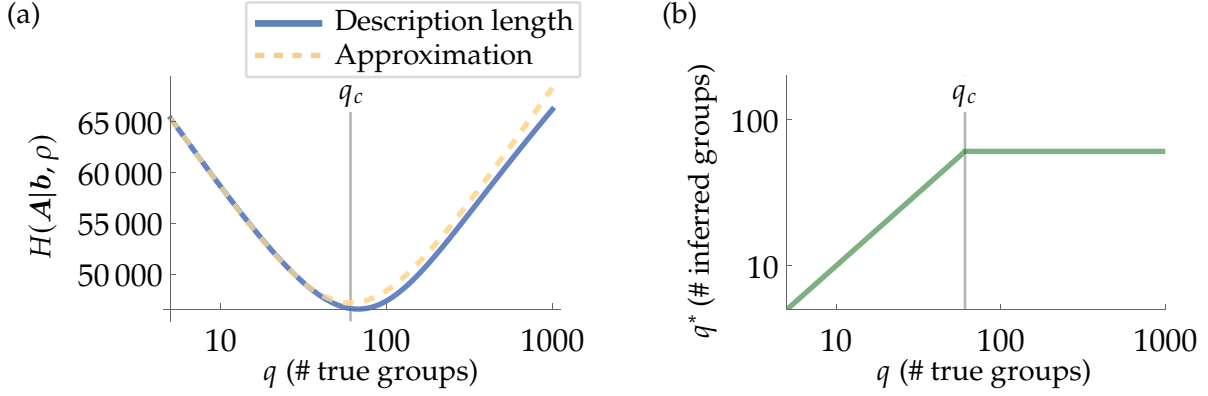 (a)
Description length
Approximation
q_c
H(A|b, ρ)
65 000
60 000
55 000
50 000
10
100
1000
q (# true groups)
(b)
q_c
q* (# inferred groups)
100
10
10
100
1000
q (# true groups)